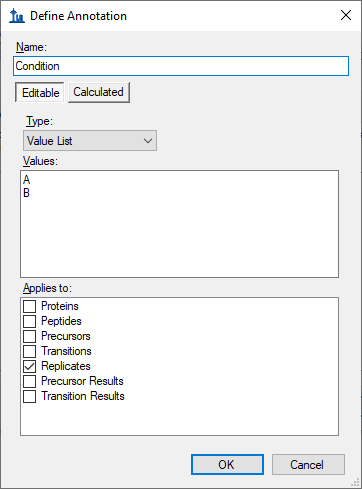 Define Annotation
Name:
Condition
Editable
Calculated
Type:
Value List
Values:
A
B
Applies to:
Proteins
Peptides
Precursors
Transitions
Replicates
Precursor Results
Transition Results
OK
Cancel